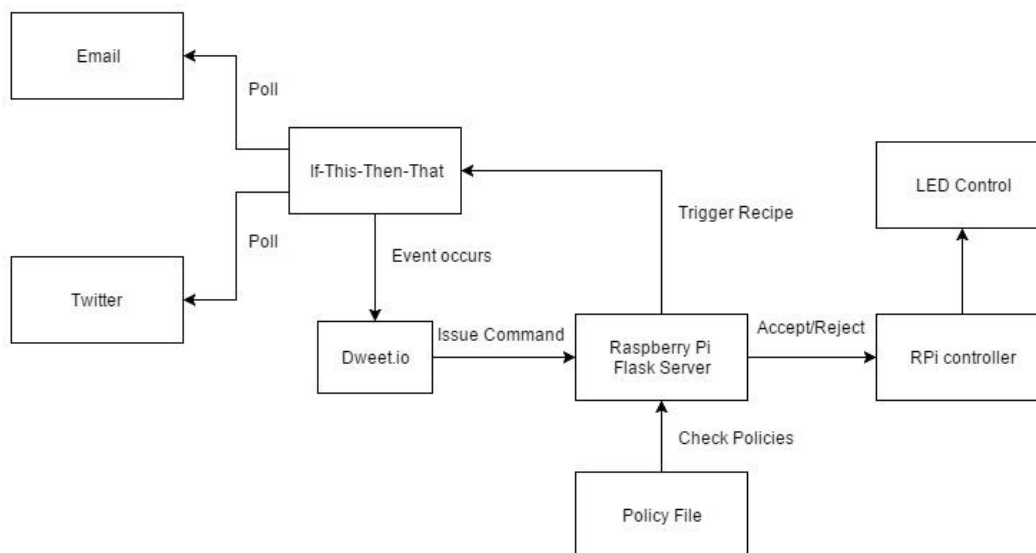 Email
Poll
If-This-Then-That
LED Control
Trigger Recipe
Poll
Event occurs
Twitter
Dweet.io
Issue Command
Raspberry Pi
Flask Server
Accept/Reject
RPi controller
Check Policies
Policy File